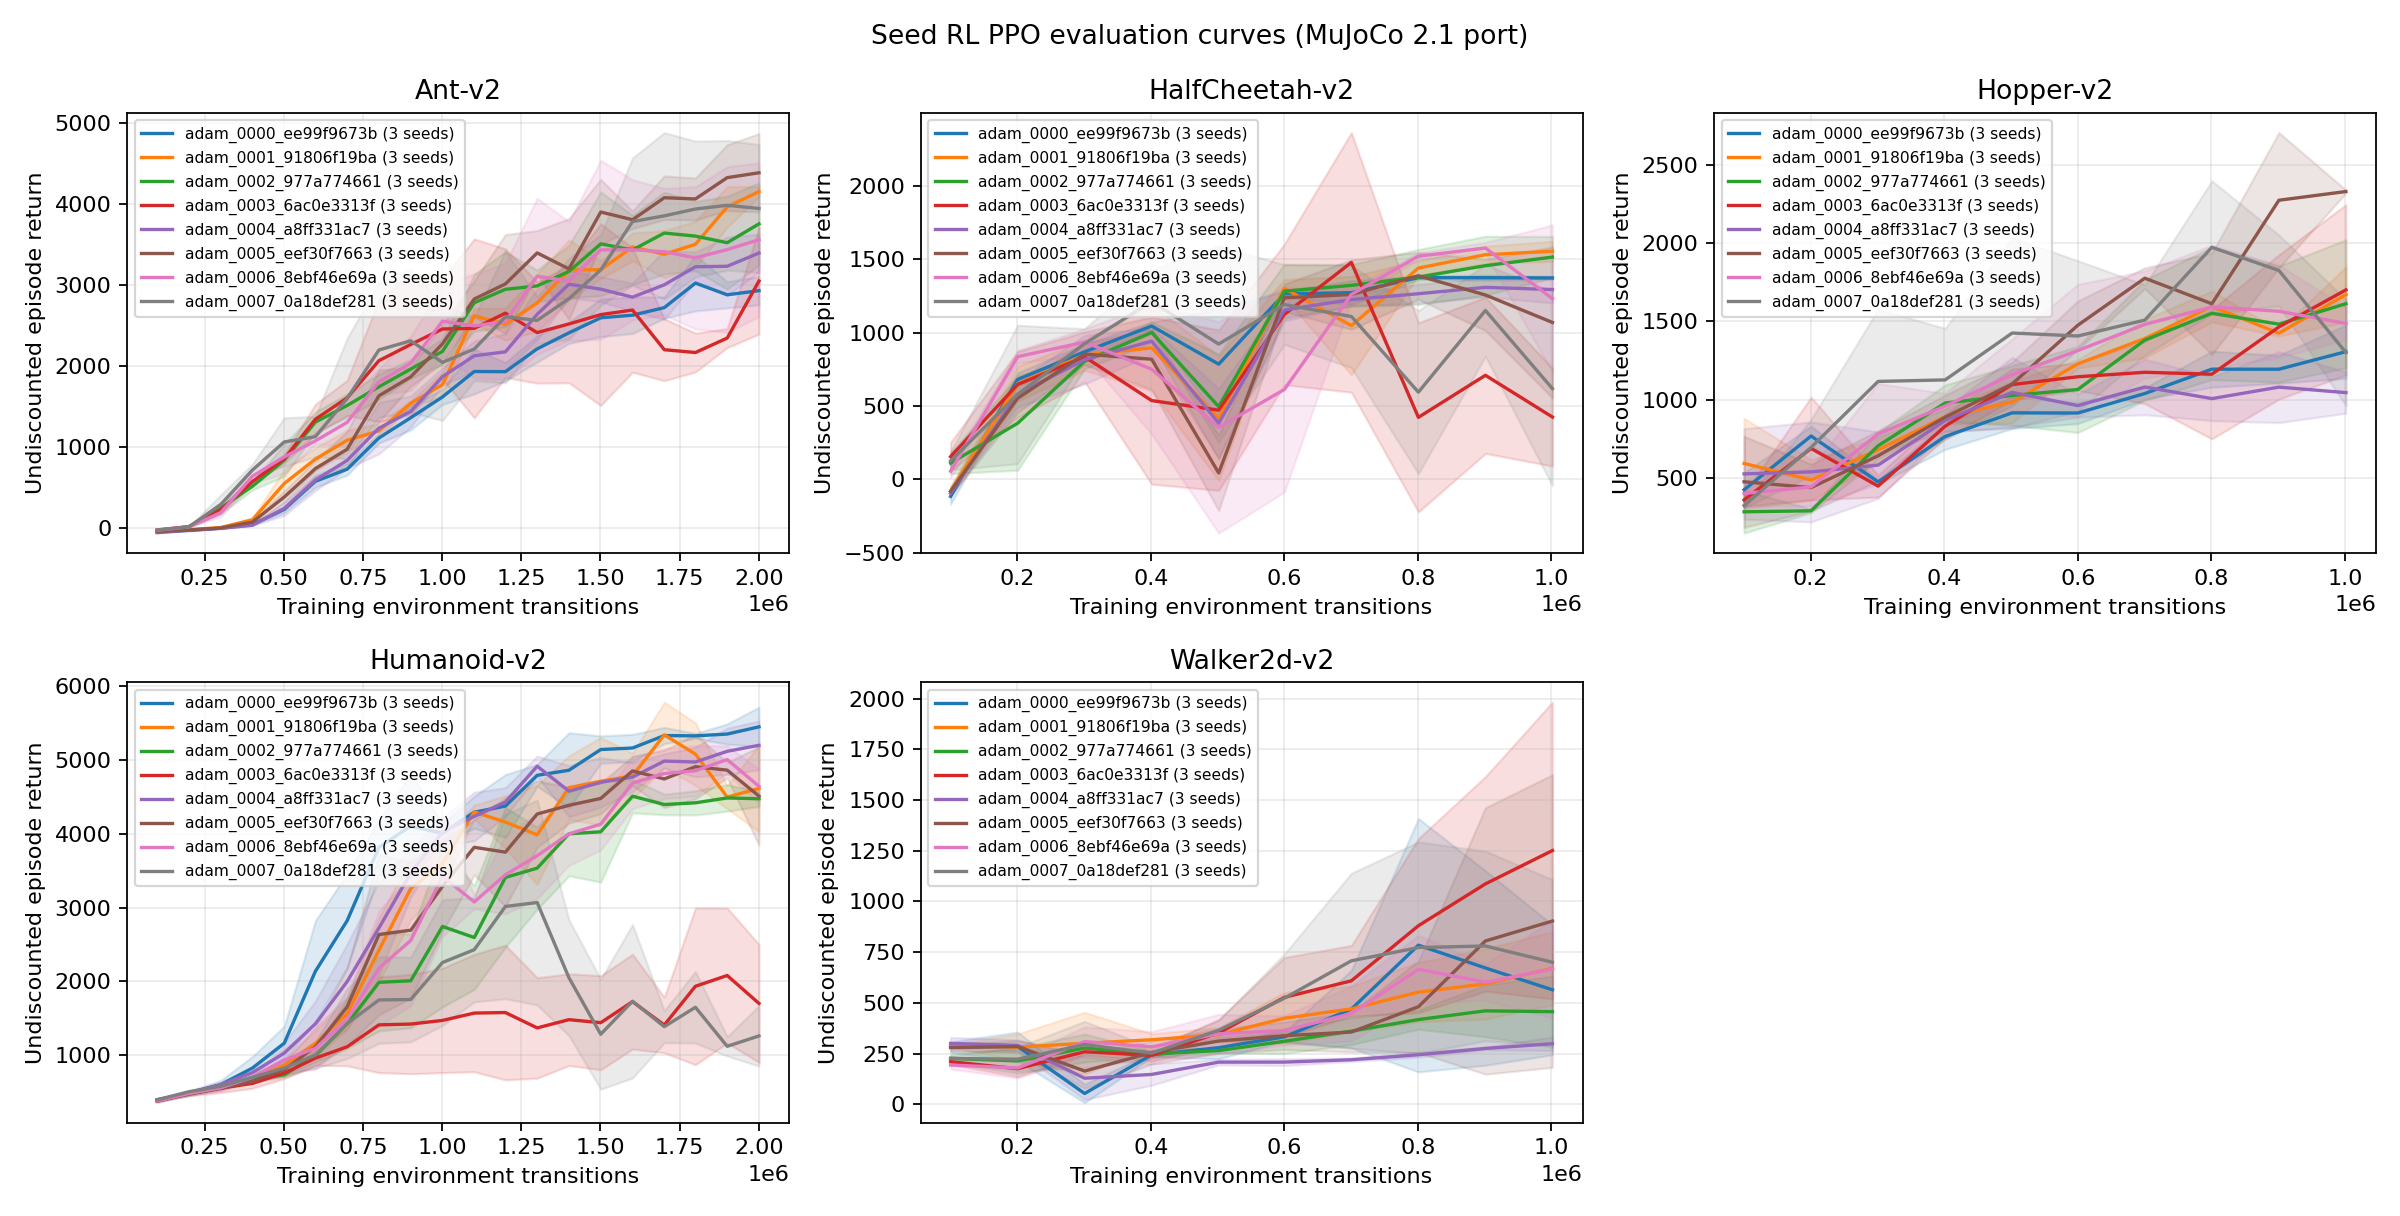 Seed RL PPO evaluation curves (MuJoCo 2.1 port)
Ant-v2
Undiscounted episode return
5000
4000
3000
2000
1000
0
adam_0000_ee99f9673b (3 seeds)
adam_0001_91806f19ba (3 seeds)
adam_0002_977a774661 (3 seeds)
adam_0003_6ac0e3313f (3 seeds)
adam_0004_a8ff331ac7 (3 seeds)
adam_0005_eef30f7663 (3 seeds)
adam_0006_8ebf46e69a (3 seeds)
adam_0007_0a18def281 (3 seeds)
0.25 0.50 0.75 1.00 1.25 1.50 1.75 2.00
1e6
Training environment transitions
HalfCheetah-v2
Undiscounted episode return
2000
1500
1000
500
0
−500
adam_0000_ee99f9673b (3 seeds)
adam_0001_91806f19ba (3 seeds)
adam_0002_977a774661 (3 seeds)
adam_0003_6ac0e3313f (3 seeds)
adam_0004_a8ff331ac7 (3 seeds)
adam_0005_eef30f7663 (3 seeds)
adam_0006_8ebf46e69a (3 seeds)
adam_0007_0a18def281 (3 seeds)
0.2 0.4 0.6 0.8 1.0
1e6
Training environment transitions
Hopper-v2
Undiscounted episode return
2500
2000
1500
1000
500
adam_0000_ee99f9673b (3 seeds)
adam_0001_91806f19ba (3 seeds)
adam_0002_977a774661 (3 seeds)
adam_0003_6ac0e3313f (3 seeds)
adam_0004_a8ff331ac7 (3 seeds)
adam_0005_eef30f7663 (3 seeds)
adam_0006_8ebf46e69a (3 seeds)
adam_0007_0a18def281 (3 seeds)
0.2 0.4 0.6 0.8 1.0
1e6
Training environment transitions
Humanoid-v2
Undiscounted episode return
6000
5000
4000
3000
2000
1000
adam_0000_ee99f9673b (3 seeds)
adam_0001_91806f19ba (3 seeds)
adam_0002_977a774661 (3 seeds)
adam_0003_6ac0e3313f (3 seeds)
adam_0004_a8ff331ac7 (3 seeds)
adam_0005_eef30f7663 (3 seeds)
adam_0006_8ebf46e69a (3 seeds)
adam_0007_0a18def281 (3 seeds)
0.25 0.50 0.75 1.00 1.25 1.50 1.75 2.00
1e6
Training environment transitions
Walker2d-v2
Undiscounted episode return
2000
1750
1500
1250
1000
750
500
250
0
adam_0000_ee99f9673b (3 seeds)
adam_0001_91806f19ba (3 seeds)
adam_0002_977a774661 (3 seeds)
adam_0003_6ac0e3313f (3 seeds)
adam_0004_a8ff331ac7 (3 seeds)
adam_0005_eef30f7663 (3 seeds)
adam_0006_8ebf46e69a (3 seeds)
adam_0007_0a18def281 (3 seeds)
0.2 0.4 0.6 0.8 1.0
1e6
Training environment transitions